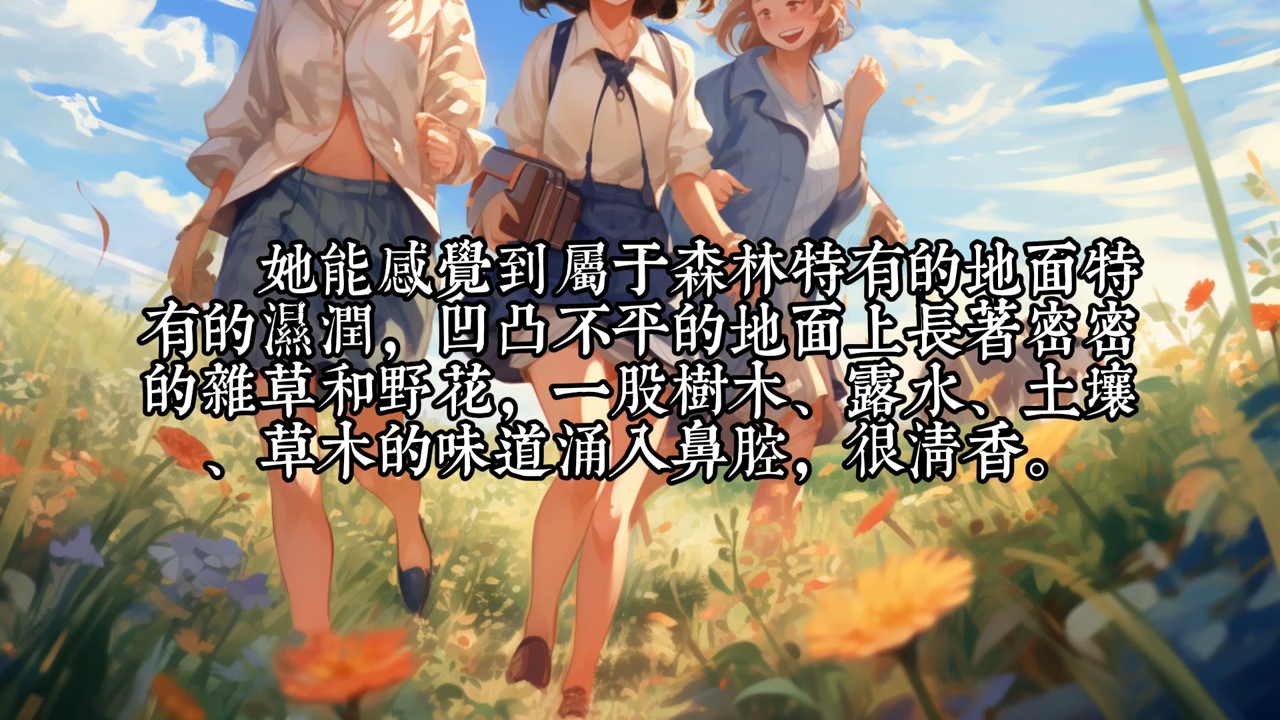 她能感覺到屬于森林特有的地面特
有的濕潤，凹凸不平的地面上長著密密
的雜草和野花，一股樹木、露水、土壤
、草木的味道涌入鼻腔，很清香。